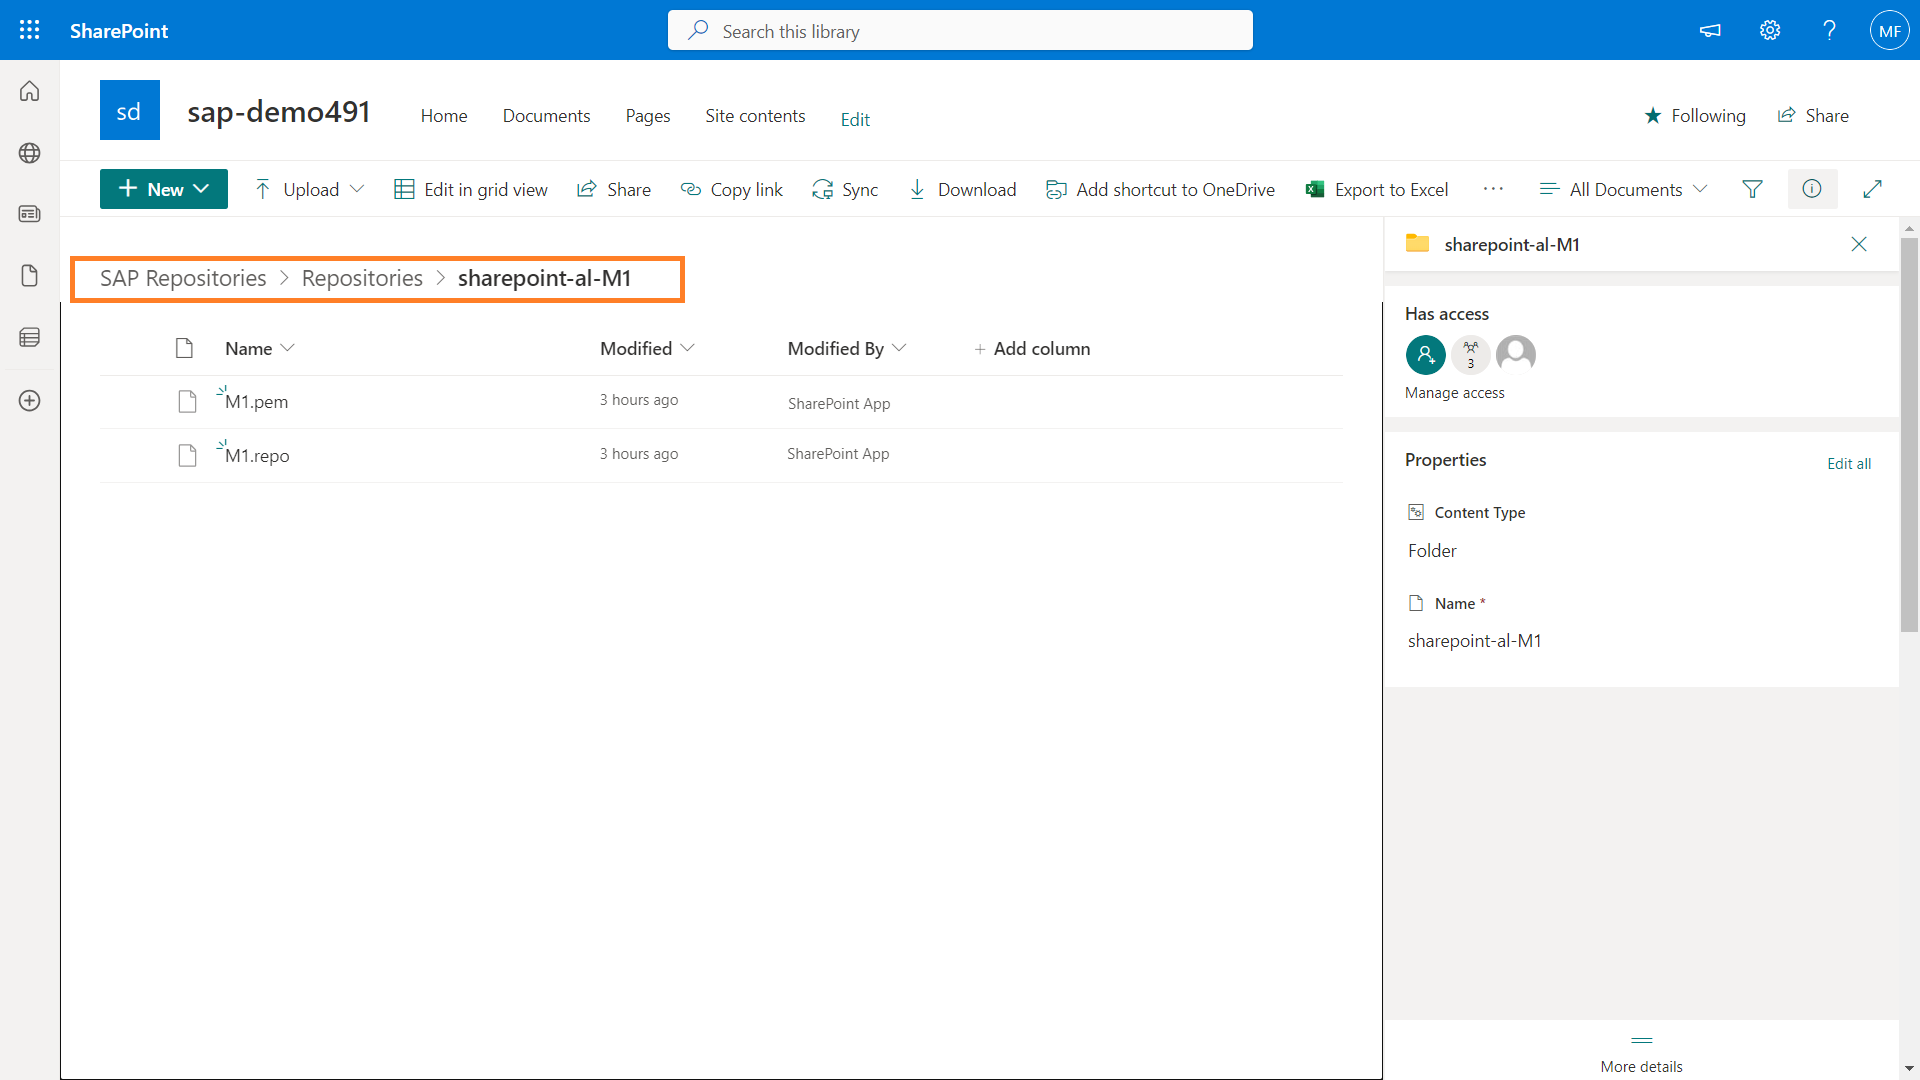 SharePoint
Search this library
MF
sd
sap-demo491
Home
Documents
Pages
Site contents
Edit
Following
Share
New
Upload
Edit in grid view
Share
Copy link
Sync
Download
Add shortcut to OneDrive
Export to Excel
All Documents
SAP Repositories > Repositories > sharepoint-al-M1
Name
Modified
Modified By
+ Add column
M1.pem
3 hours ago
SharePoint App
M1.repo
3 hours ago
SharePoint App
sharepoint-al-M1
Has access
3
Manage access
Properties
Edit all
Content Type
Folder
Name *
sharepoint-al-M1
More details